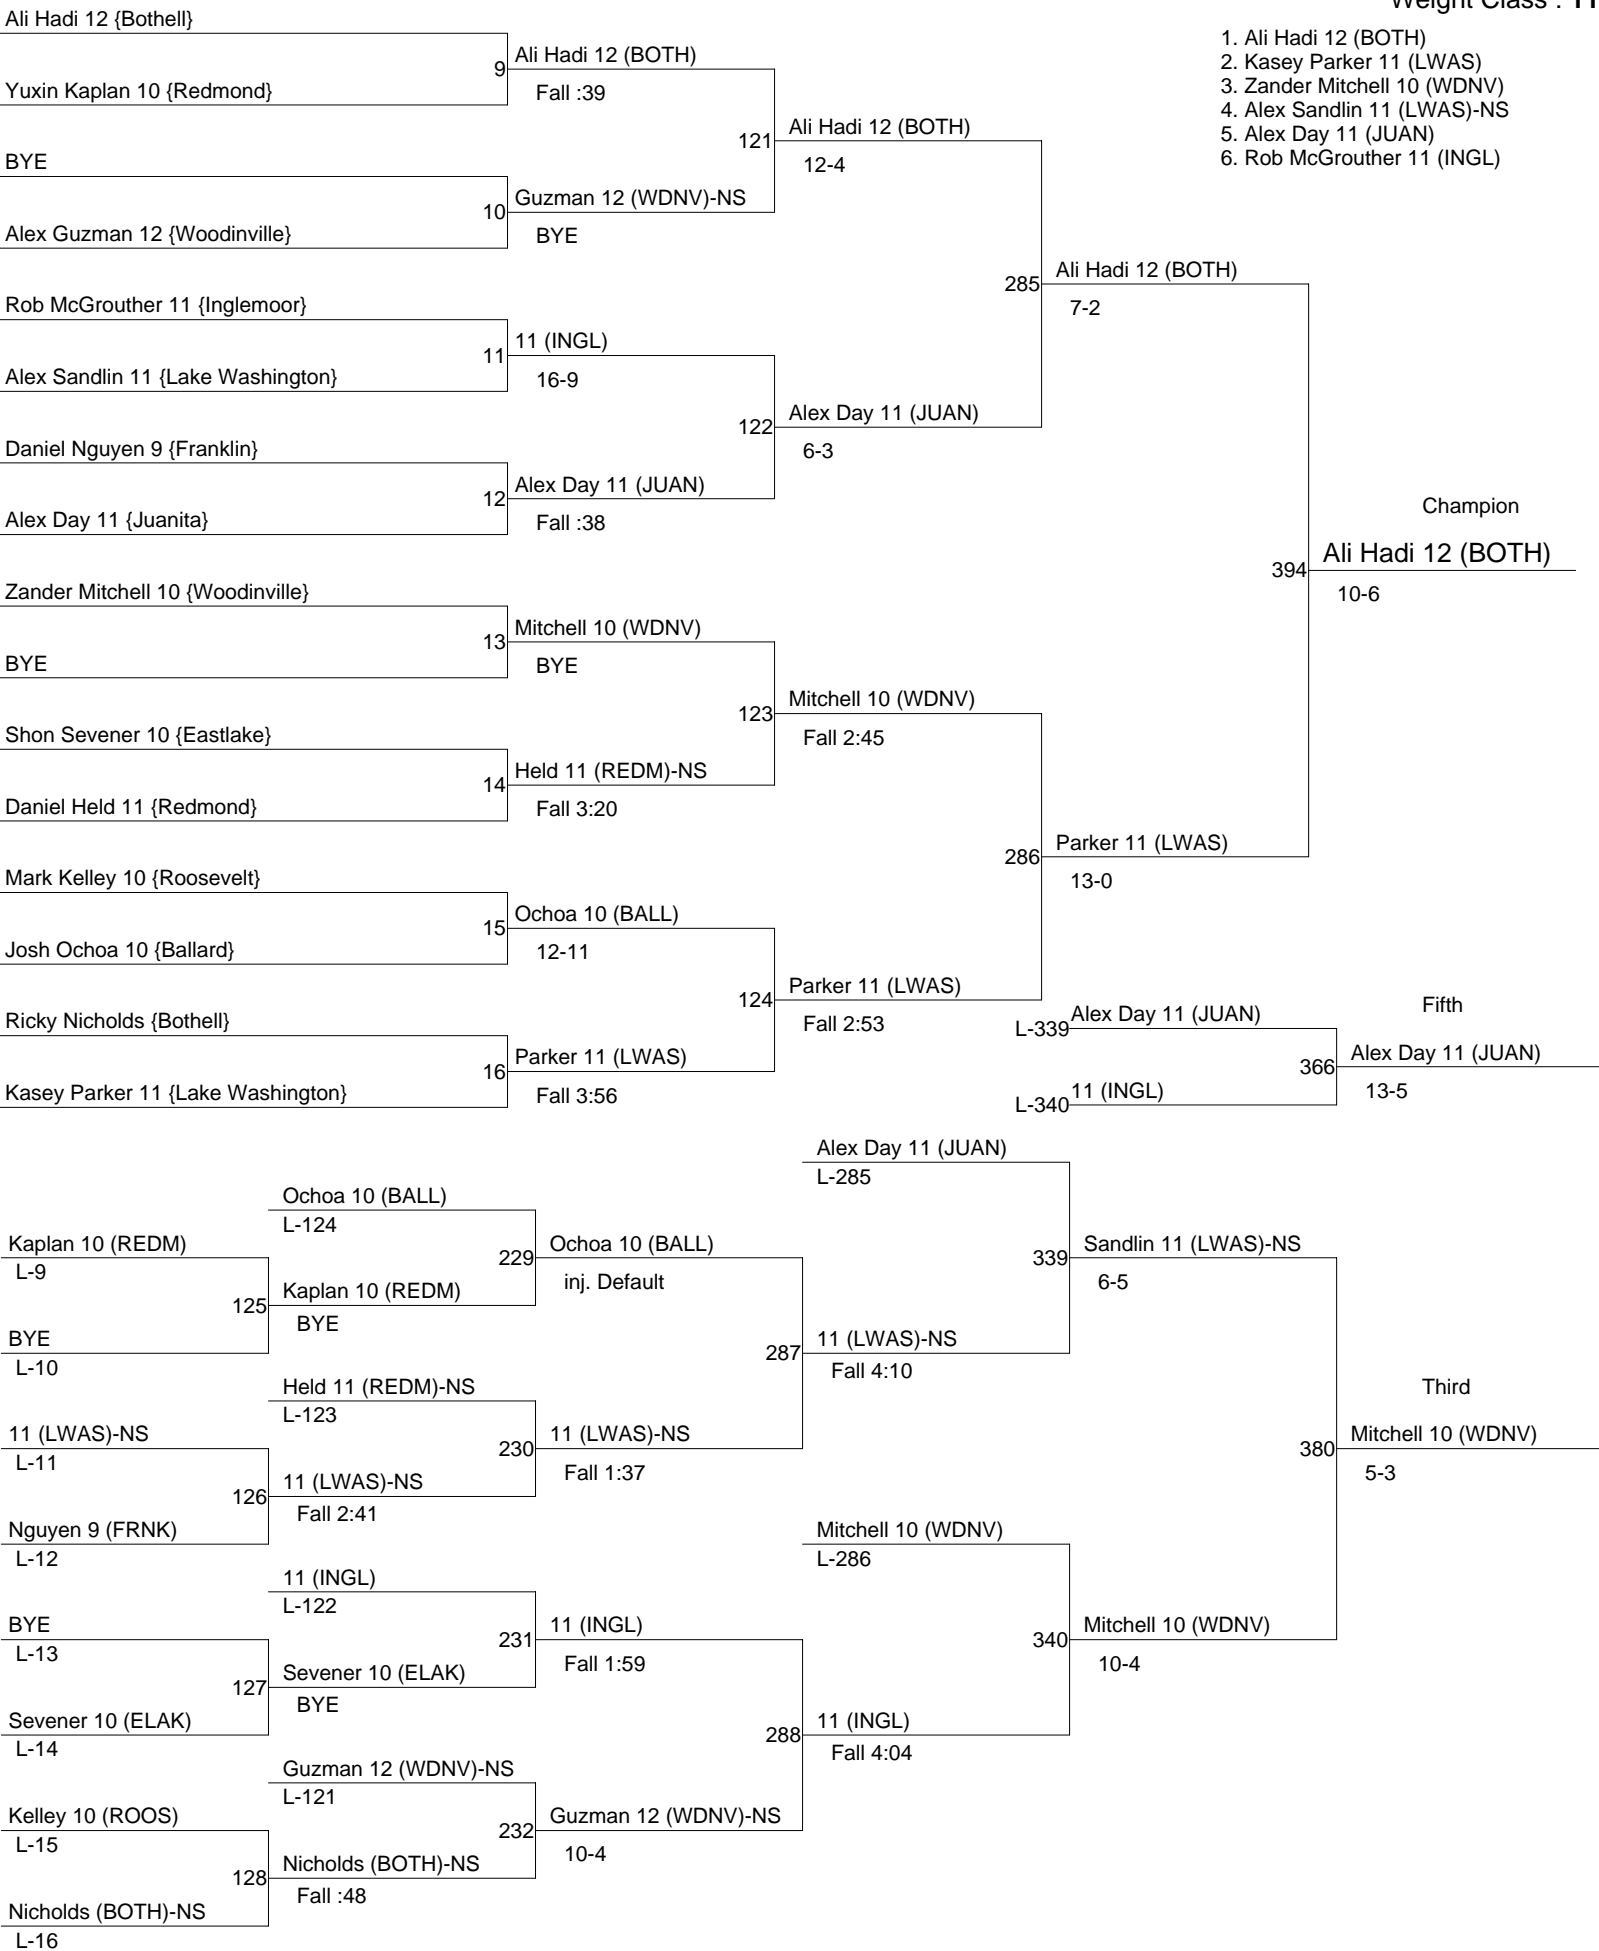 Weight Class : 11
1. Ali Hadi 12 (BOTH)
2. Kasey Parker 11 (LWAS)
3. Zander Mitchell 10 (WDNV)
4. Alex Sandlin 11 (LWAS)-NS
5. Alex Day 11 (JUAN)
6. Rob McGrouther 11 (INGL)
Ali Hadi 12 {Bothell}
9
Yuxin Kaplan 10 {Redmond}
BYE
10
Alex Guzman 12 {Woodinville}
Rob McGrouther 11 {Inglemoor}
11
Alex Sandlin 11 {Lake Washington}
Daniel Nguyen 9 {Franklin}
12
Alex Day 11 {Juanita}
Zander Mitchell 10 {Woodinville}
13
BYE
Shon Sevener 10 {Eastlake}
14
Daniel Held 11 {Redmond}
Mark Kelley 10 {Roosevelt}
15
Josh Ochoa 10 {Ballard}
Ricky Nicholds {Bothell}
16
Kasey Parker 11 {Lake Washington}
Ali Hadi 12 (BOTH)
Fall :39
121
Guzman 12 (WDNV)-NS
BYE
11 (INGL)
16-9
122
Alex Day 11 (JUAN)
Fall :38
Mitchell 10 (WDNV)
BYE
123
Held 11 (REDM)-NS
Fall 3:20
Ochoa 10 (BALL)
12-11
124
Parker 11 (LWAS)
Fall 3:56
Ali Hadi 12 (BOTH)
12-4
285
Alex Day 11 (JUAN)
6-3
Mitchell 10 (WDNV)
Fall 2:45
286
Parker 11 (LWAS)
Fall 2:53
Ali Hadi 12 (BOTH)
7-2
394
Parker 11 (LWAS)
13-0
Champion
Ali Hadi 12 (BOTH)
10-6
Fifth
L-339
Alex Day 11 (JUAN)
366
L-340
11 (INGL)
Alex Day 11 (JUAN)
13-5
Kaplan 10 (REDM)
L-9
125
BYE
L-10
11 (LWAS)-NS
L-11
126
Nguyen 9 (FRNK)
L-12
BYE
L-13
127
Sevener 10 (ELAK)
L-14
Kelley 10 (ROOS)
L-15
128
Nicholds (BOTH)-NS
L-16
Ochoa 10 (BALL)
L-124
229
Kaplan 10 (REDM)
BYE
Held 11 (REDM)-NS
L-123
230
11 (LWAS)-NS
Fall 2:41
11 (INGL)
L-122
231
Sevener 10 (ELAK)
BYE
Guzman 12 (WDNV)-NS
L-121
232
Nicholds (BOTH)-NS
Fall :48
Ochoa 10 (BALL)
inj. Default
287
11 (LWAS)-NS
Fall 1:37
11 (INGL)
Fall 1:59
288
Guzman 12 (WDNV)-NS
10-4
Alex Day 11 (JUAN)
L-285
339
11 (LWAS)-NS
Fall 4:10
Mitchell 10 (WDNV)
L-286
340
11 (INGL)
Fall 4:04
Sandlin 11 (LWAS)-NS
6-5
380
Mitchell 10 (WDNV)
10-4
Third
Mitchell 10 (WDNV)
5-3